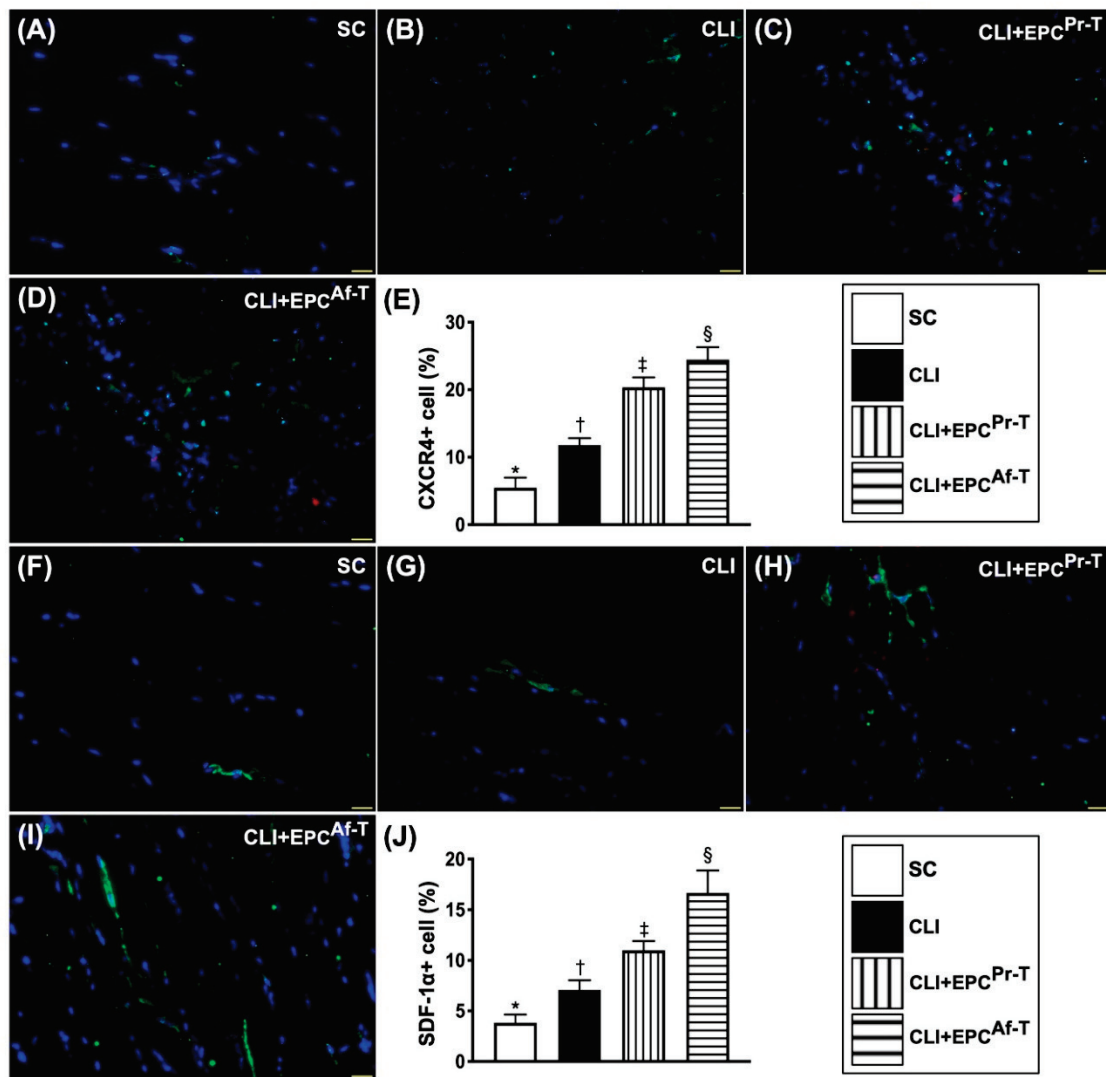 (A) SC
(B) CLI
(C) CLI+EPC^Pr-T
(D) CLI+EPC^Af-T
(E)
CXCR4+ cell (%)
30
20
10
0
*
†
‡
§
SC
CLI
CLI+EPC^Pr-T
CLI+EPC^Af-T
(F) SC
(G) CLI
(H) CLI+EPC^Pr-T
(I) CLI+EPC^Af-T
(J)
SDF-1α+ cell (%)
20
15
10
5
0
*
†
‡
§
SC
CLI
CLI+EPC^Pr-T
CLI+EPC^Af-T